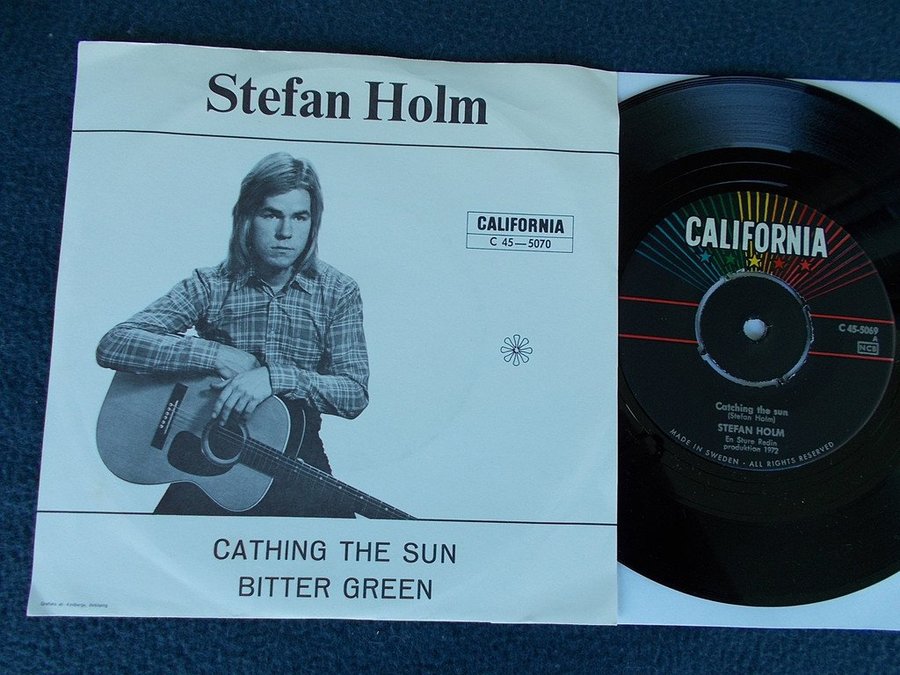 Stefan Holm
CALIFORNIA
C 45—5070
CATHING THE SUN
BITTER GREEN
CALIFORNIA
C 45-5069
A
NCB
Catching the sun
(Stefan Holm)
STEFAN HOLM
En Sture Redin
produktion 1972
MADE IN SWEDEN • ALL RIGHTS RESERVED